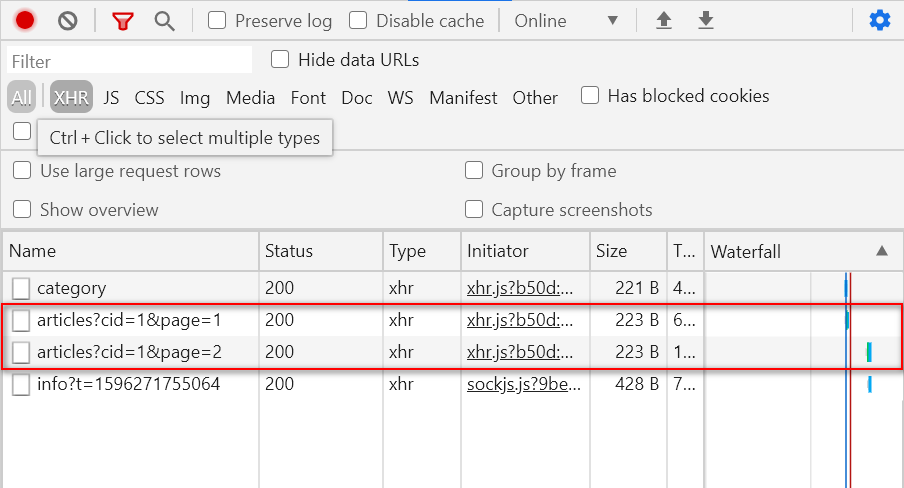 Preserve log Disable cache Online
Filter Hide data URLs
All XHR JS CSS Img Media Font Doc WS Manifest Other Has blocked cookies
Ctrl + Click to select multiple types
Use large request rows Group by frame
Show overview Capture screenshots
Name Status Type Initiator Size T... Waterfall
category 200 xhr xhr.js?b50d:... 221 B 4...
articles?cid=1&page=1 200 xhr xhr.js?b50d:... 223 B 6...
articles?cid=1&page=2 200 xhr xhr.js?b50d:... 223 B 1...
info?t=1596271755064 200 xhr sockjs.js?9be... 428 B 7...